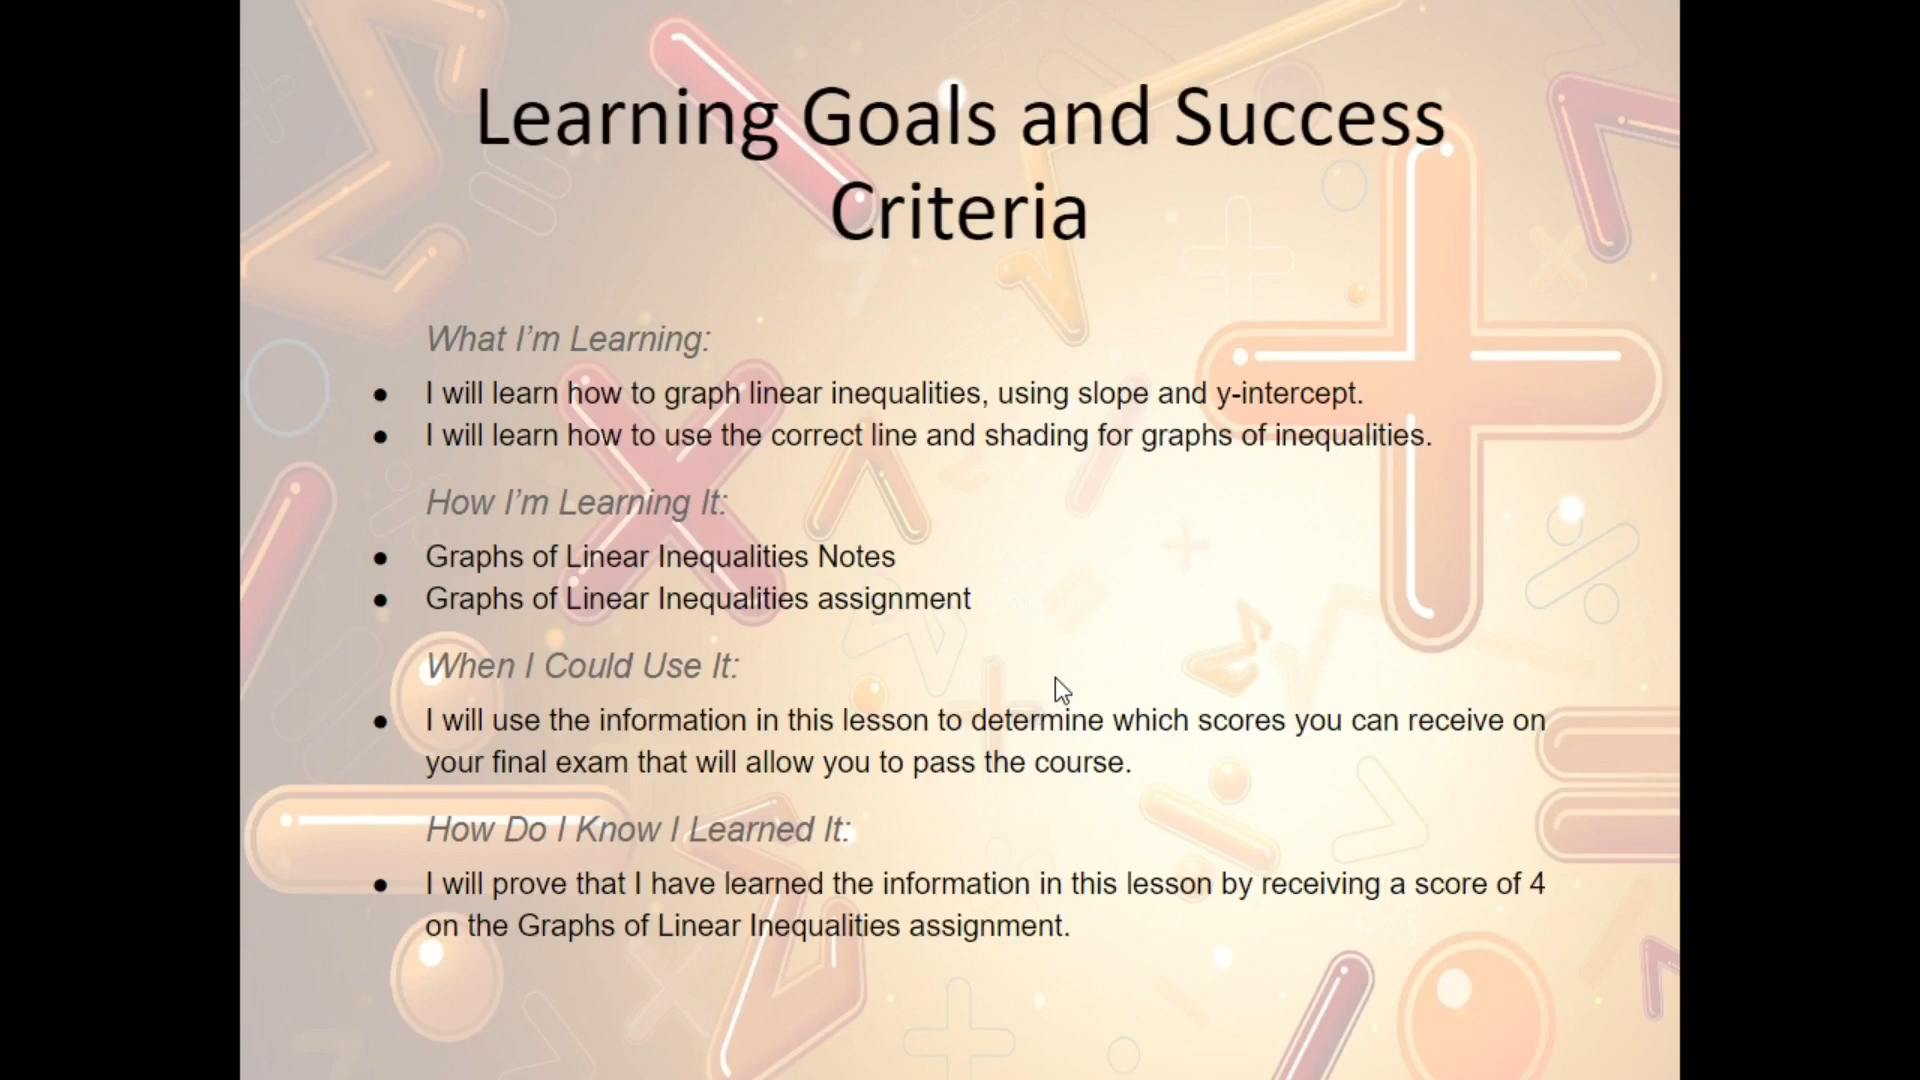 Learning Goals and Success
Criteria
What I’m Learning:
● I will learn how to graph linear inequalities, using slope and y-intercept.
● I will learn how to use the correct line and shading for graphs of inequalities.
How I’m Learning It:
● Graphs of Linear Inequalities Notes
● Graphs of Linear Inequalities assignment
When I Could Use It:
● I will use the information in this lesson to determine which scores you can receive on
your final exam that will allow you to pass the course.
How Do I Know I Learned It:
● I will prove that I have learned the information in this lesson by receiving a score of 4
on the Graphs of Linear Inequalities assignment.